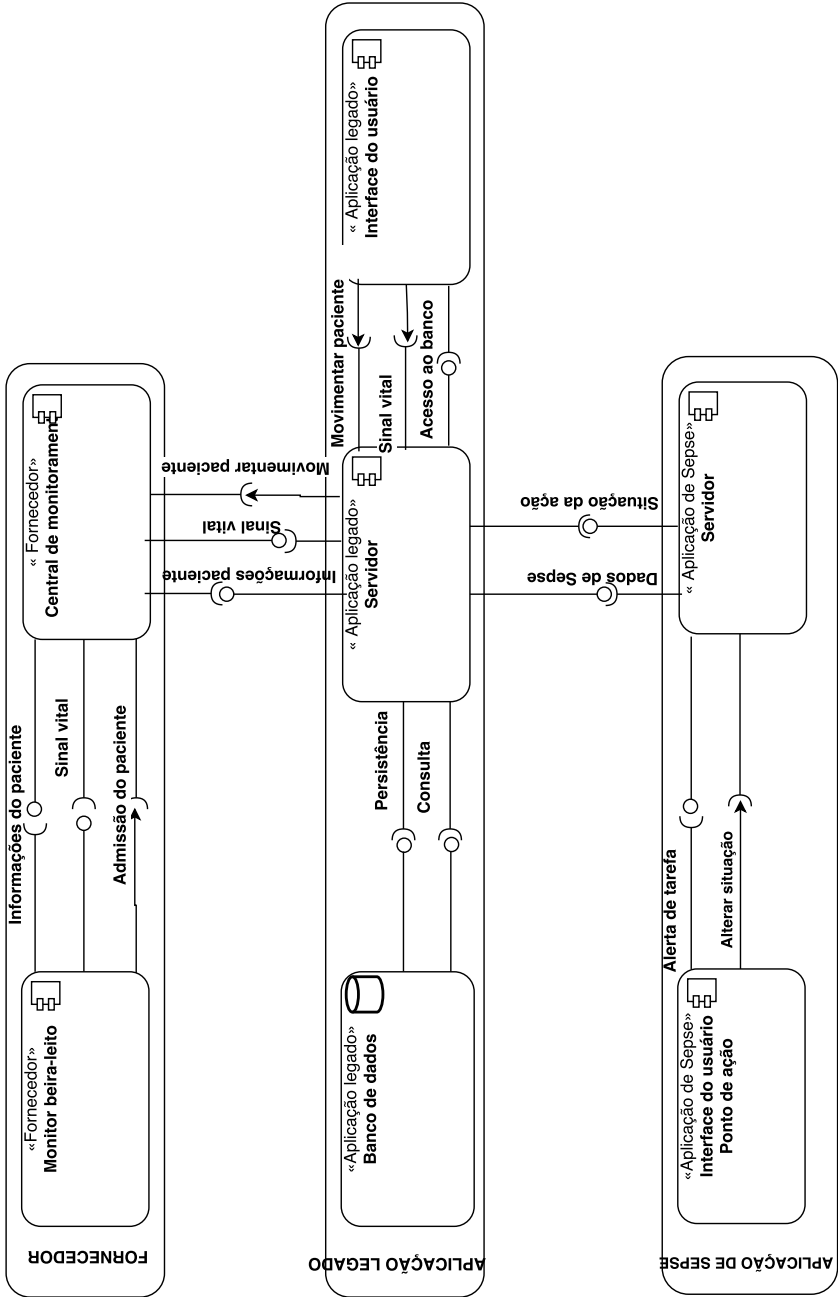 FORNECEDOR
«Fornecedor»
Monitor beira-leito
Informações do paciente
Sinal vital
Admissão do paciente
« Fornecedor»
Central de monitoramen
Informações paciente
Sinal vital
Movimentar paciente
APLICAÇÃO LEGADO
«Aplicação legado»
Banco de dados
Persistência
Consulta
« Aplicação legado»
Servidor
Movimentar paciente
Sinal vital
Acesso ao banco
« Aplicação legado»
Interface do usuário
Dados de Sepse
Situação da ação
APLICAÇÃO DE SEPSE
«Aplicação de Sepse»
Interface do usuário
Ponto de ação
Alerta de tarefa
Alterar situação
« Aplicação de Sepse»
Servidor